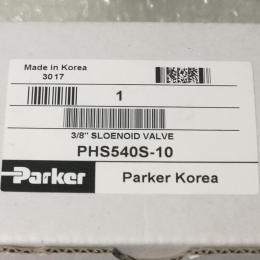 Made in Korea
3017
1
3/8" SLOENOID VALVE
PHS540S-10
Parker
Parker Korea